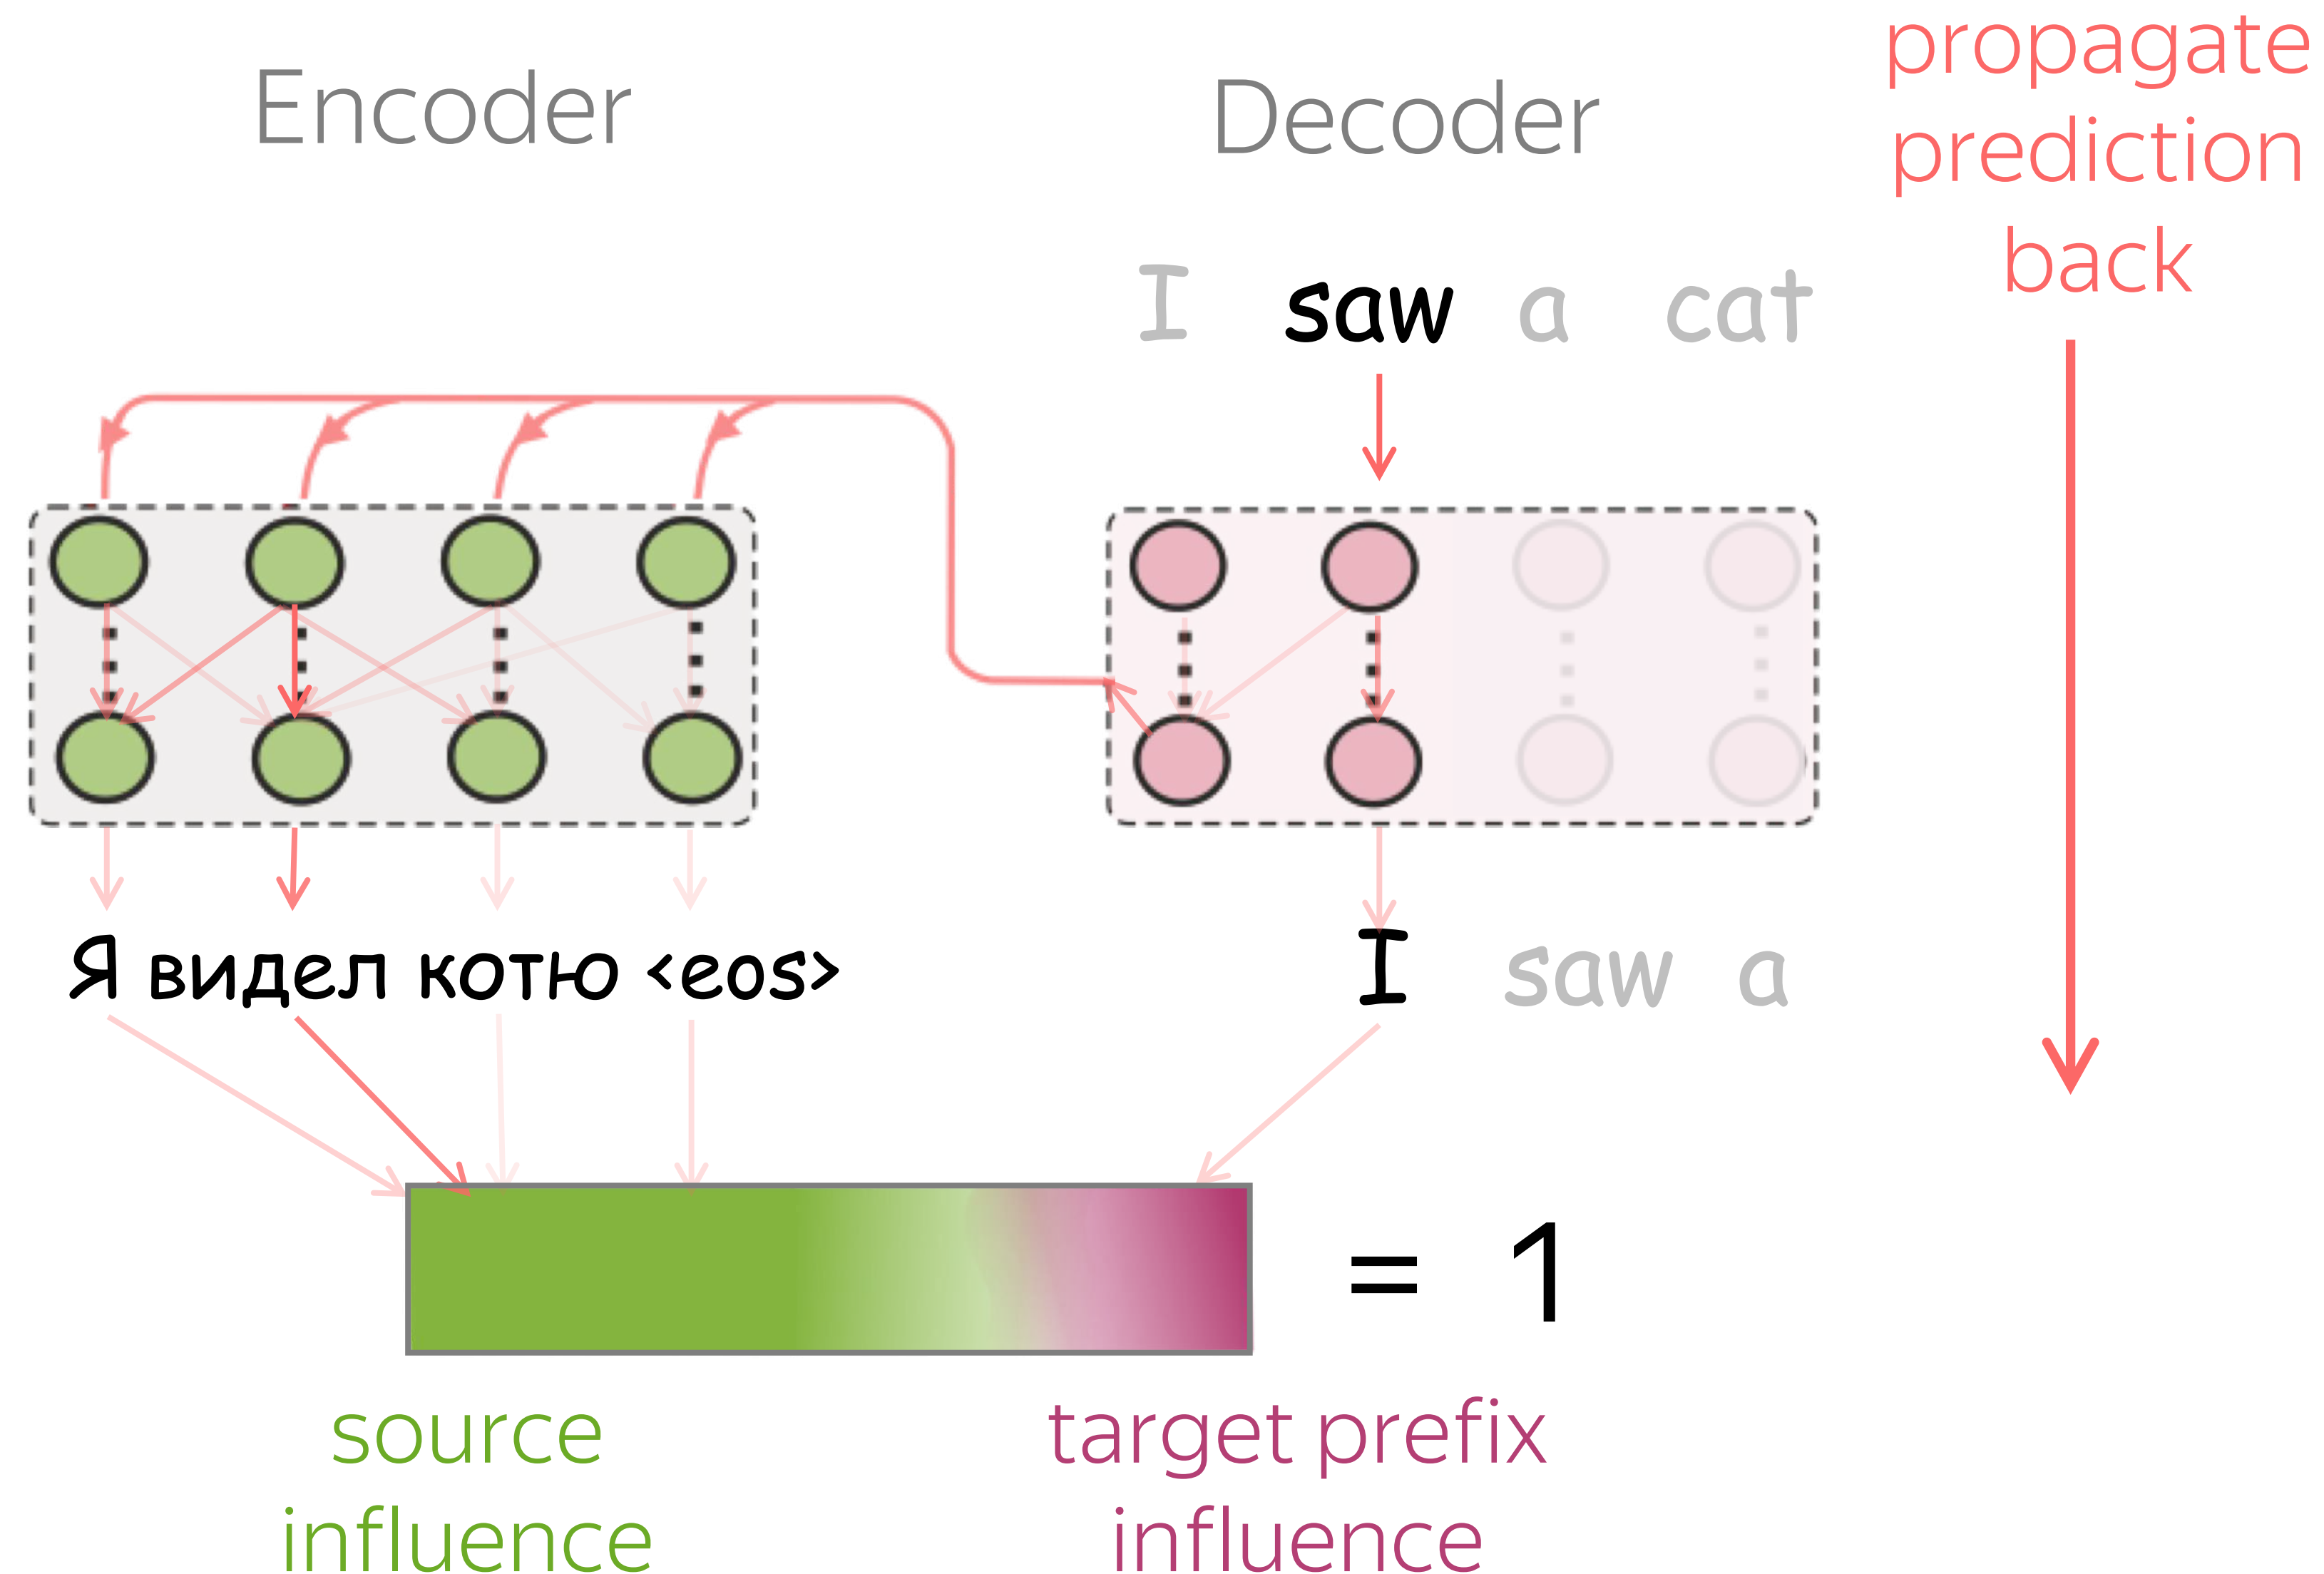 Encoder
Decoder
propagate
prediction
back
I saw a cat
Я видел котю <eos>
I saw a
= 1
source
influence
target prefix
influence